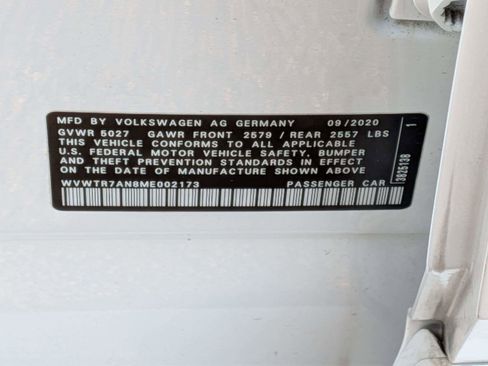 MFD BY VOLKSWAGEN AG GERMANY 09/2020
GVWR 5027 GAWR FRONT 2579 / REAR 2557 LBS
THIS VEHICLE CONFORMS TO ALL APPLICABLE
U.S. FEDERAL MOTOR VEHICLE SAFETY, BUMPER
AND THEFT PREVENTION STANDARDS IN EFFECT
ON THE DATE OF MANUFACTURE SHOWN ABOVE
WVWTR7AN8ME002173 PASSENGER CAR
3825138 1